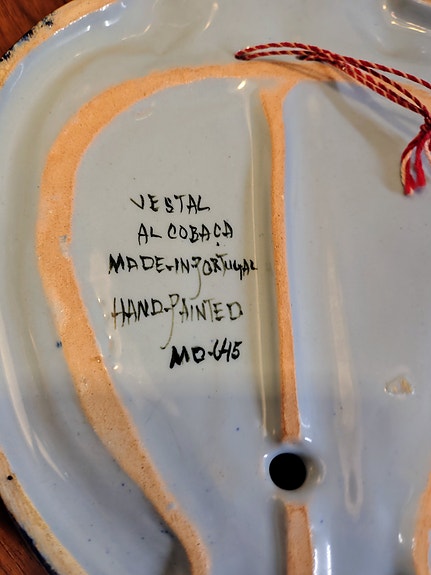 VESTAL
ALCOBAÇA
MADE-IN-PORTUGAL
HAND-PAINTED
MO-645